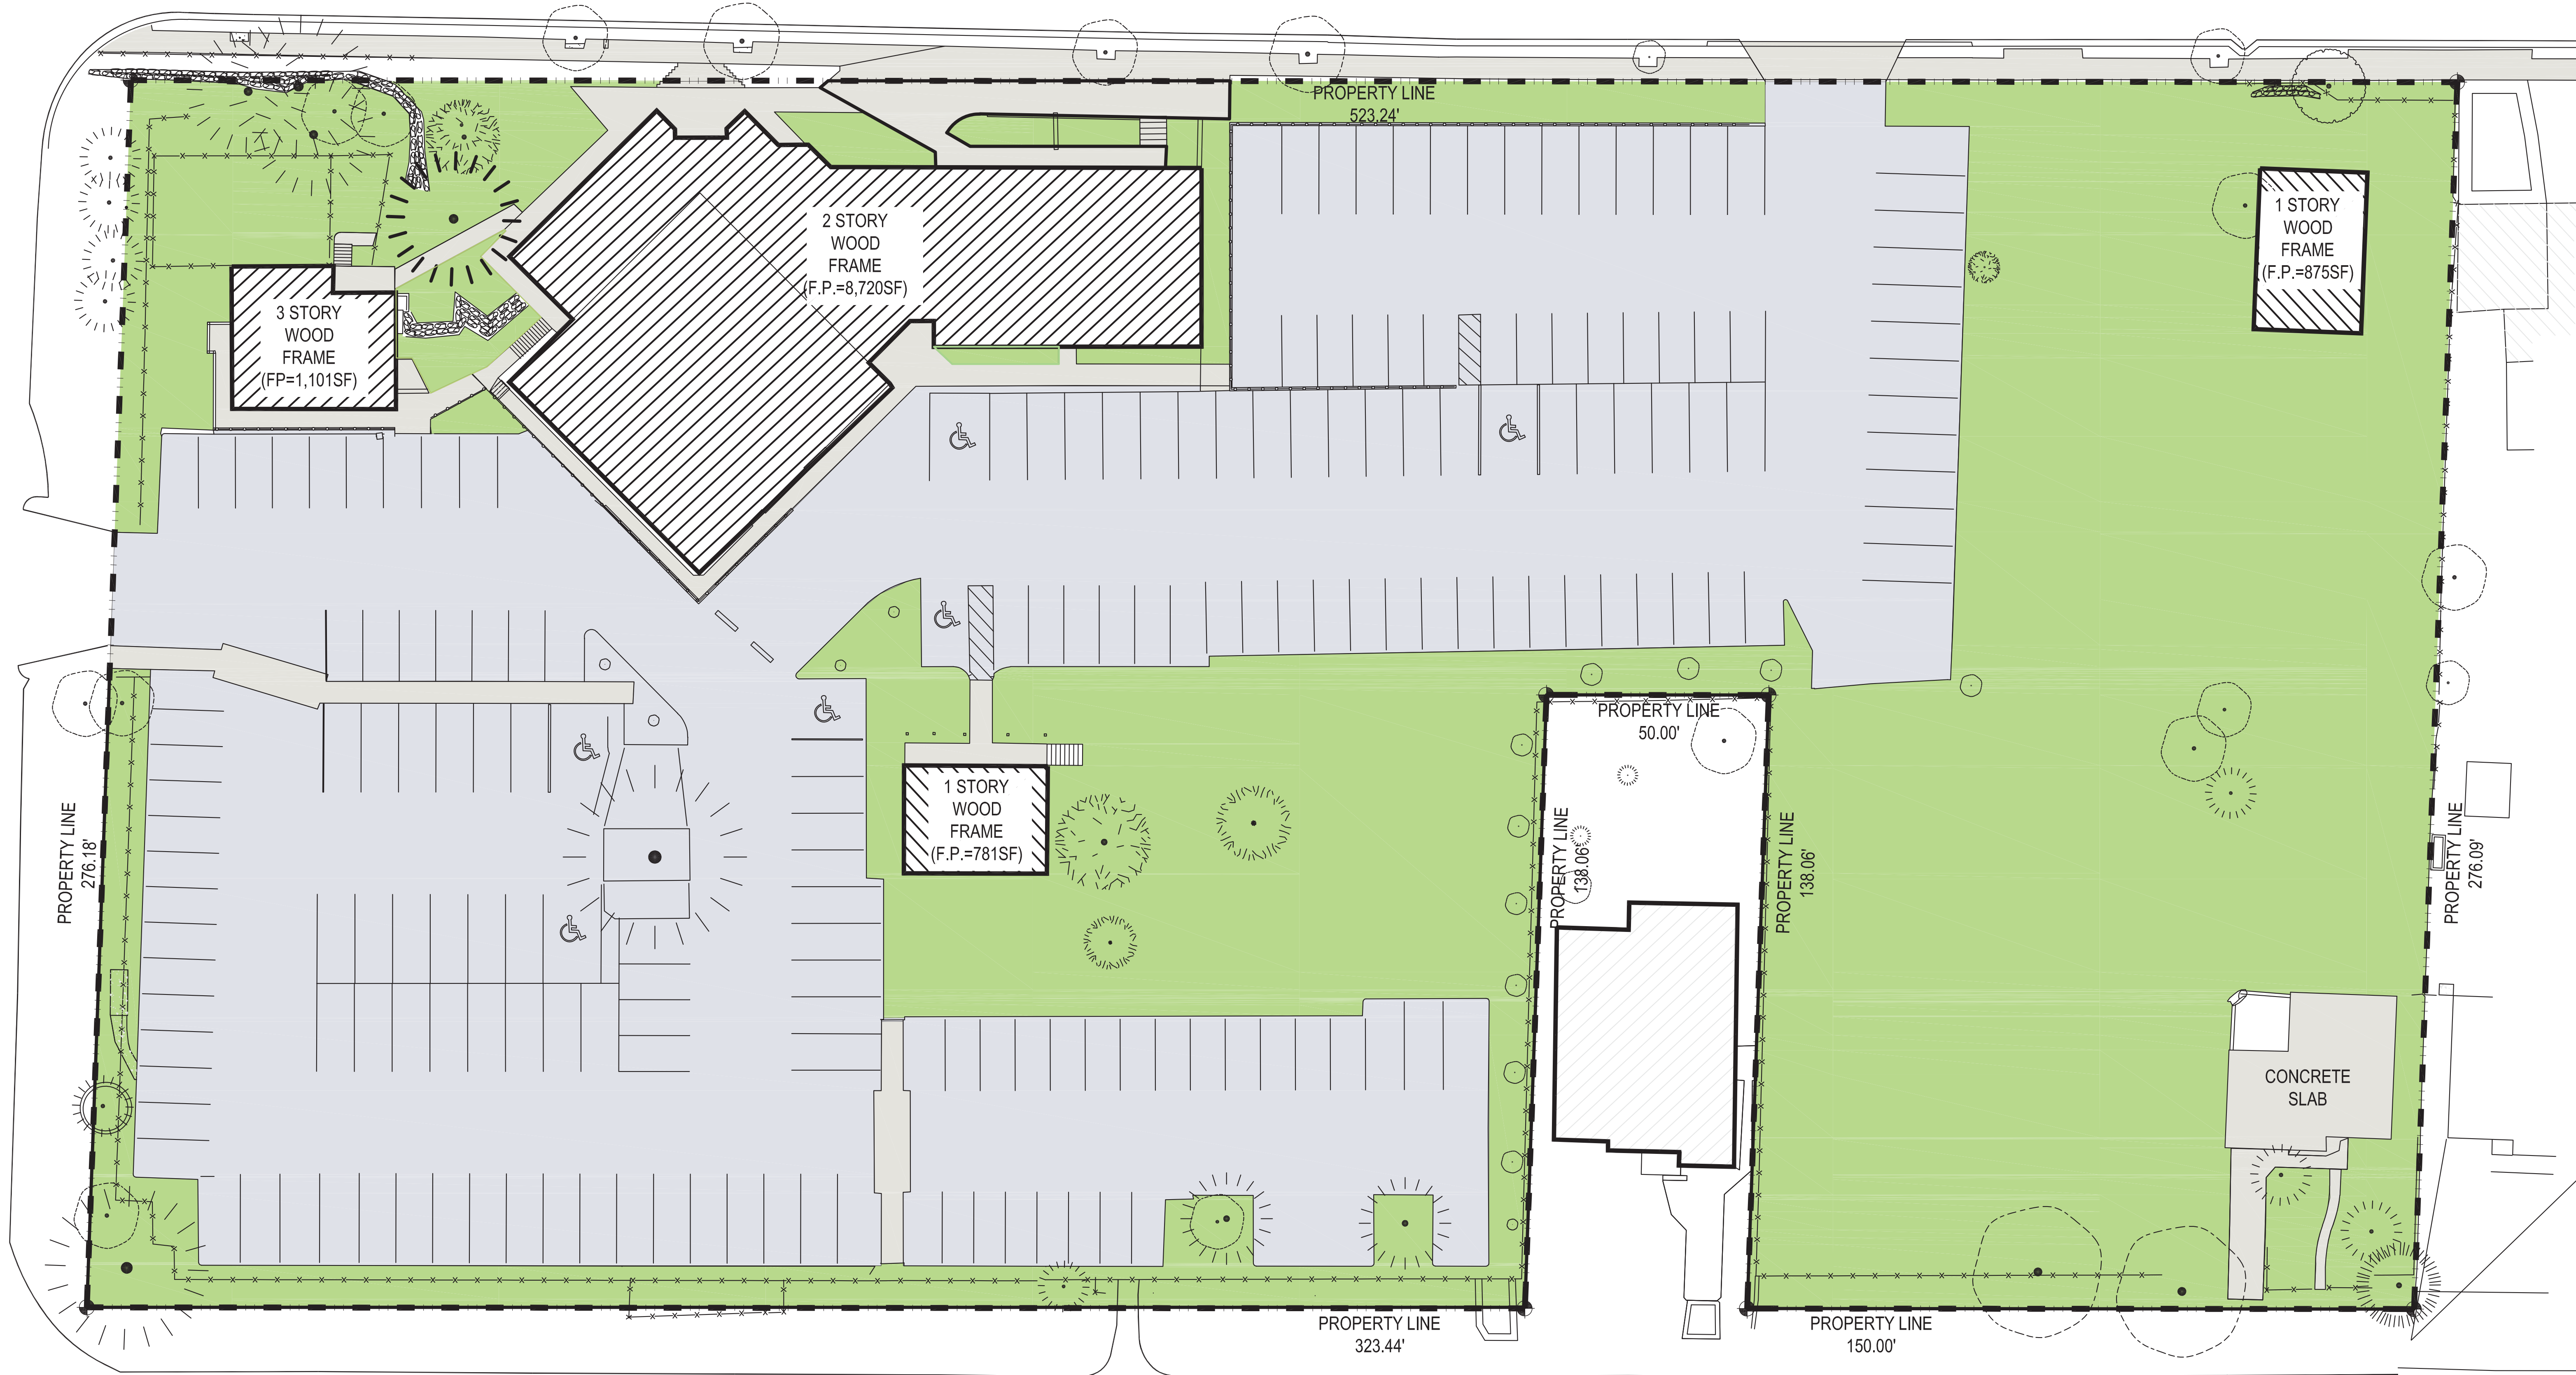 PROPERTY LINE
523.24'
2 STORY
WOOD
FRAME
(F.P.=8,720SF)
1 STORY
WOOD
FRAME
(F.P.=875SF)
3 STORY
WOOD
FRAME
(FP=1,101SF)
PROPERTY LINE
50.00'
1 STORY
WOOD
FRAME
(F.P.=781SF)
PROPERTY LINE
276.18'
PROPERTY LINE
138.06'
PROPERTY LINE
138.06'
PROPERTY LINE
276.09'
CONCRETE
SLAB
PROPERTY LINE
323.44'
PROPERTY LINE
150.00'